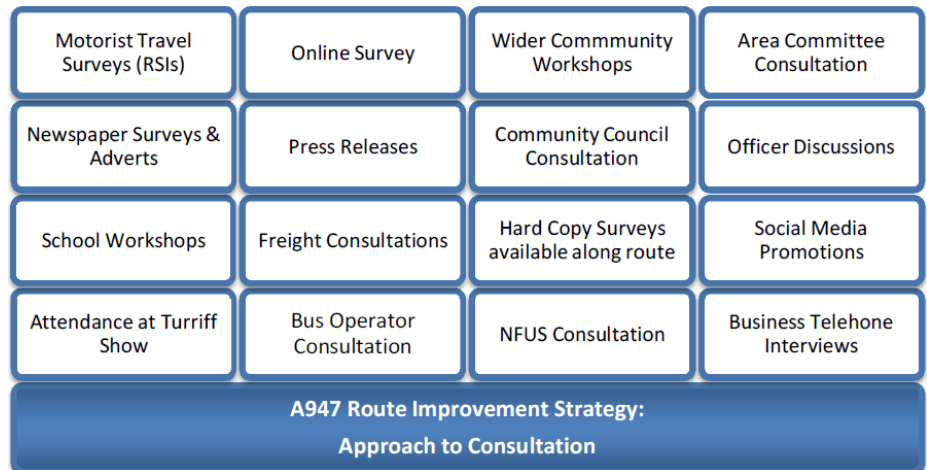 Motorist Travel
Surveys (RSIs)
Online Survey
Wider Commmunity
Workshops
Area Committee
Consultation
Newspaper Surveys &
Adverts
Press Releases
Community Council
Consultation
Officer Discussions
School Workshops
Freight Consultations
Hard Copy Surveys
available along route
Social Media
Promotions
Attendance at Turriff
Show
Bus Operator
Consultation
NFUS Consultation
Business Telehone
Interviews
A947 Route Improvement Strategy:
Approach to Consultation